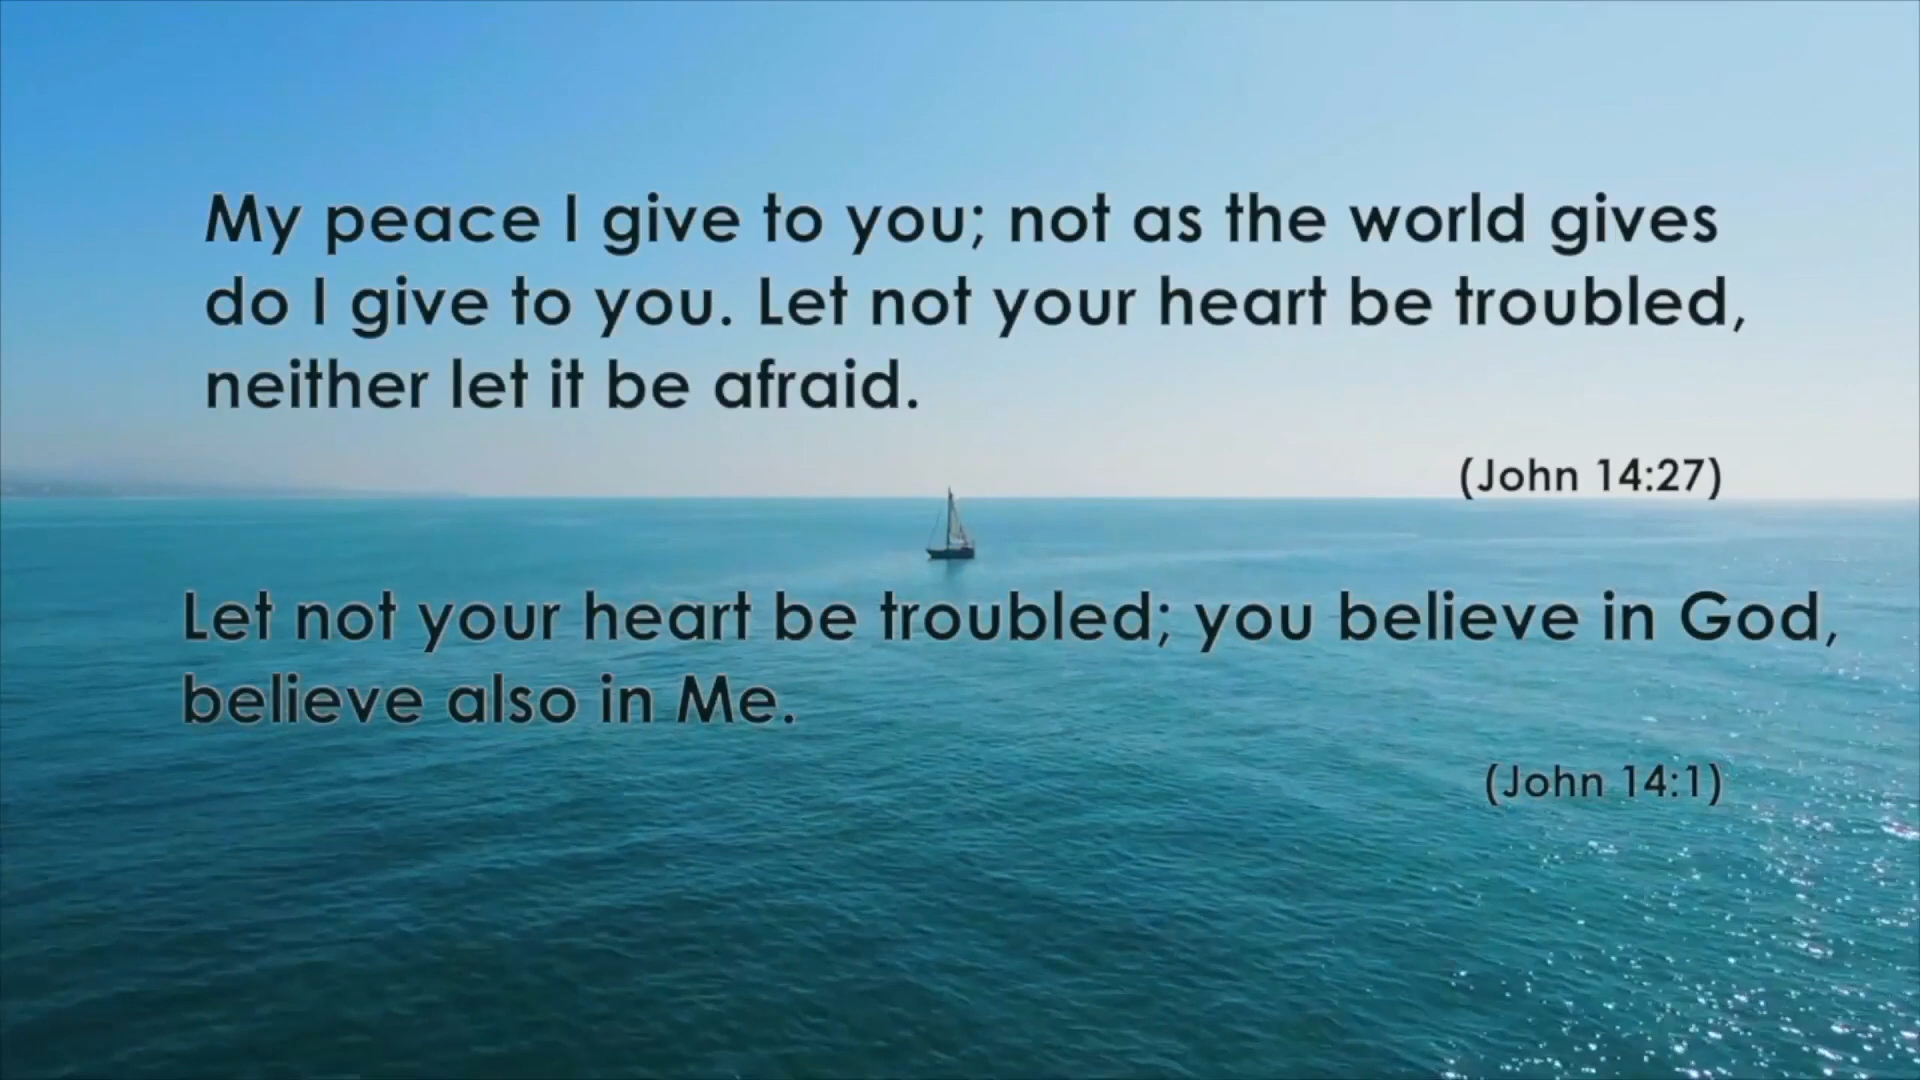 My peace I give to you; not as the world gives
do I give to you. Let not your heart be troubled,
neither let it be afraid.
(John 14:27)
Let not your heart be troubled; you believe in God,
believe also in Me.
(John 14:1)